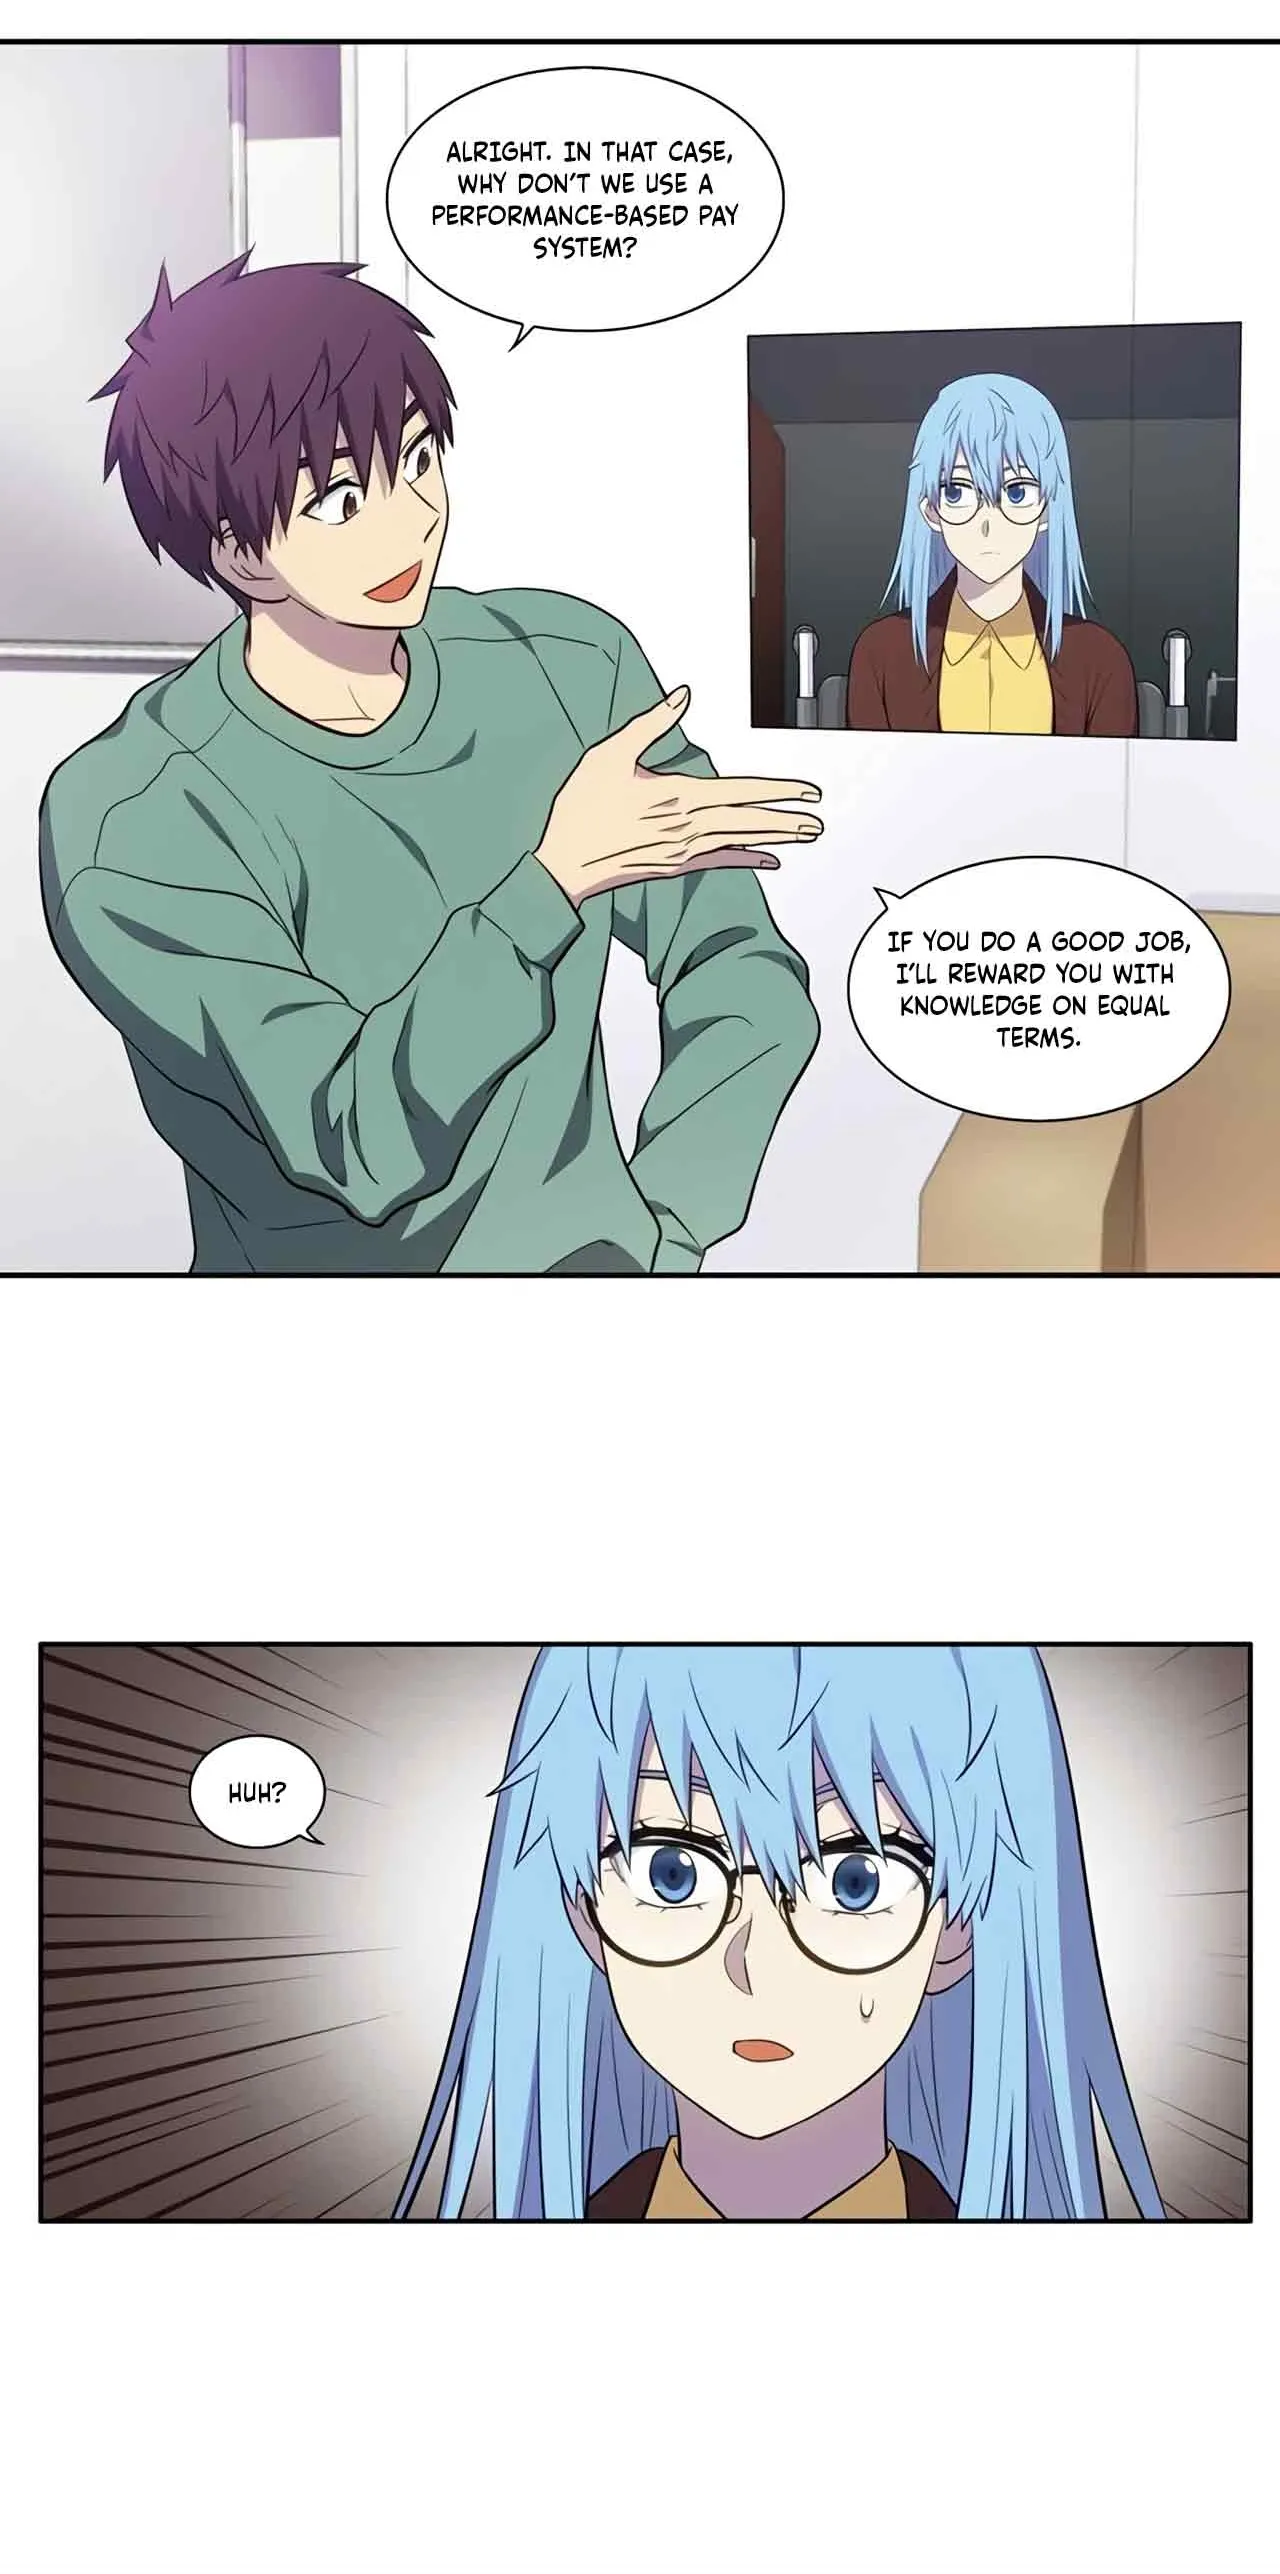 ALRIGHT. IN THAT CASE,
WHY DON'T WE USE A
PERFORMANCE-BASED PAY
SYSTEM?
IF YOU DO A GOOD JOB,
I'LL REWARD YOU WITH
KNOWLEDGE ON EQUAL
TERMS.
HUH?